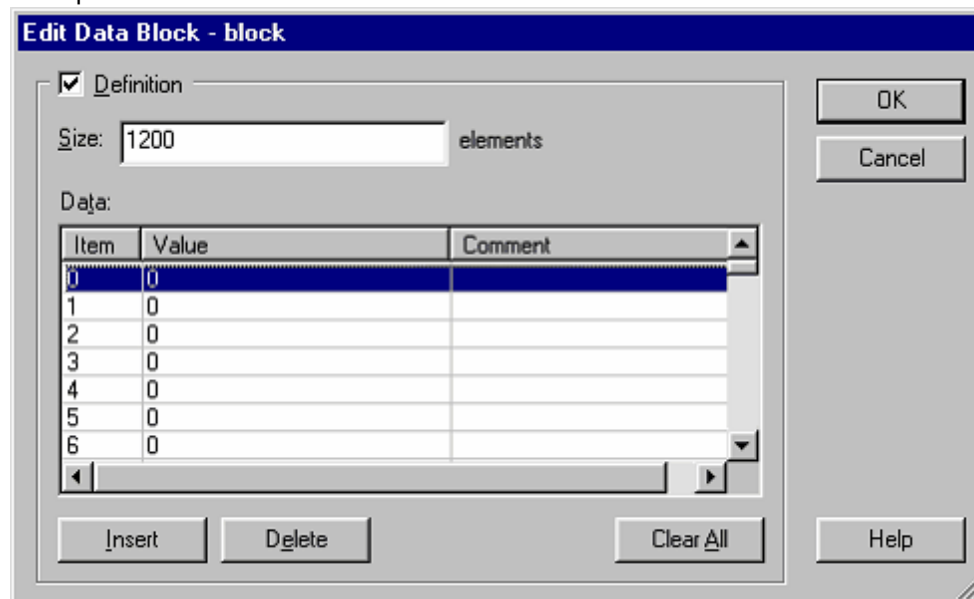 Edit Data Block - block
Definition
OK
Size: 1200 elements
Cancel
Data:
Item Value Comment
0 0
1 0
2 0
3 0
4 0
5 0
6 0
Insert Delete Clear All Help